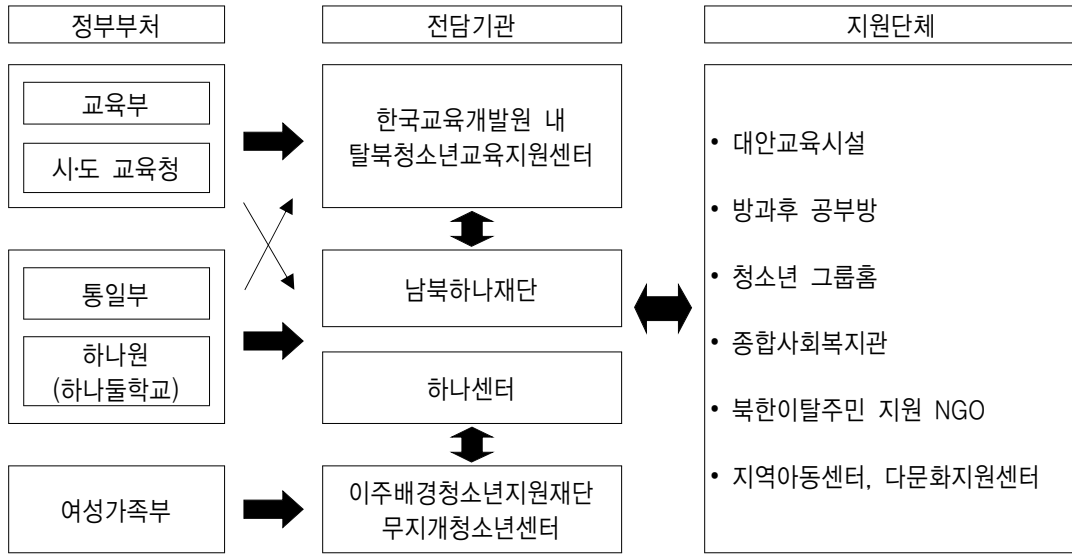 정부부처
전담기관
지원단체
교육부
시·도 교육청
통일부
하나원
(하나둘학교)
여성가족부
한국교육개발원 내
탈북청소년교육지원센터
남북하나재단
하나센터
이주배경청소년지원재단
무지개청소년센터
• 대안교육시설
• 방과후 공부방
• 청소년 그룹홈
• 종합사회복지관
• 북한이탈주민 지원 NGO
• 지역아동센터, 다문화지원센터